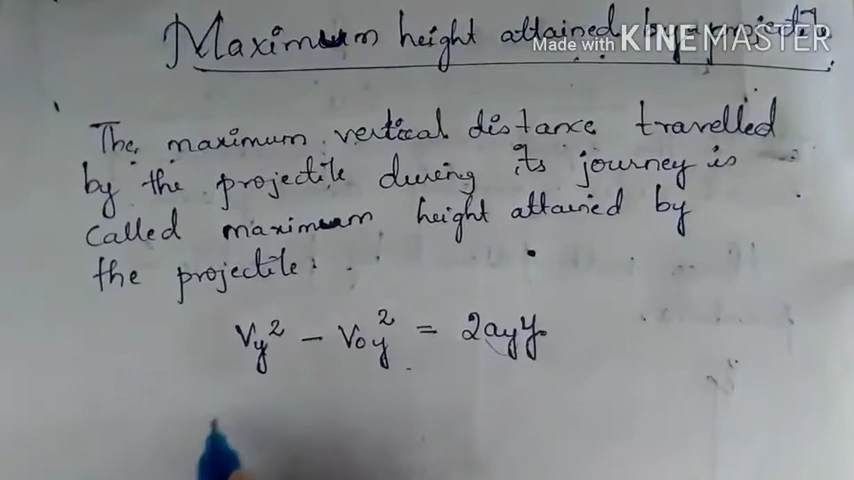 Maximum height attained by projectile
Made with KINEMASTER
The maximum vertical distance travelled
by the projectile during its journey is
called maximum height attained by
the projectile.
Vy² - Voy² = 2ayy